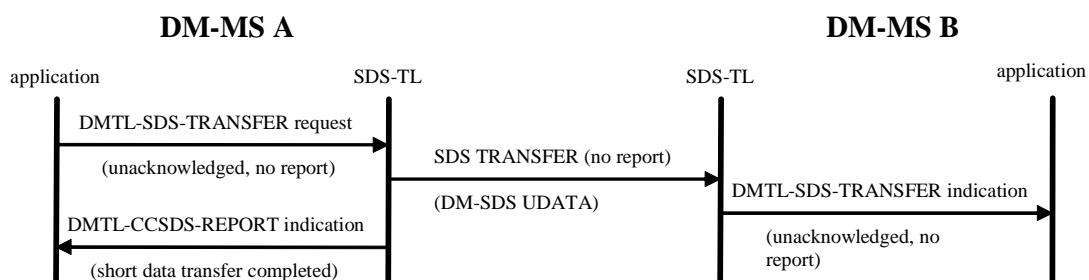 DM-MS A
DM-MS B
application
SDS-TL
SDS-TL
application
DMTL-SDS-TRANSFER request
(unacknowledged, no report)
SDS TRANSFER (no report)
(DM-SDS UDATA)
DMTL-SDS-TRANSFER indication
(unacknowledged, no
report)
DMTL-CCSDS-REPORT indication
(short data transfer completed)